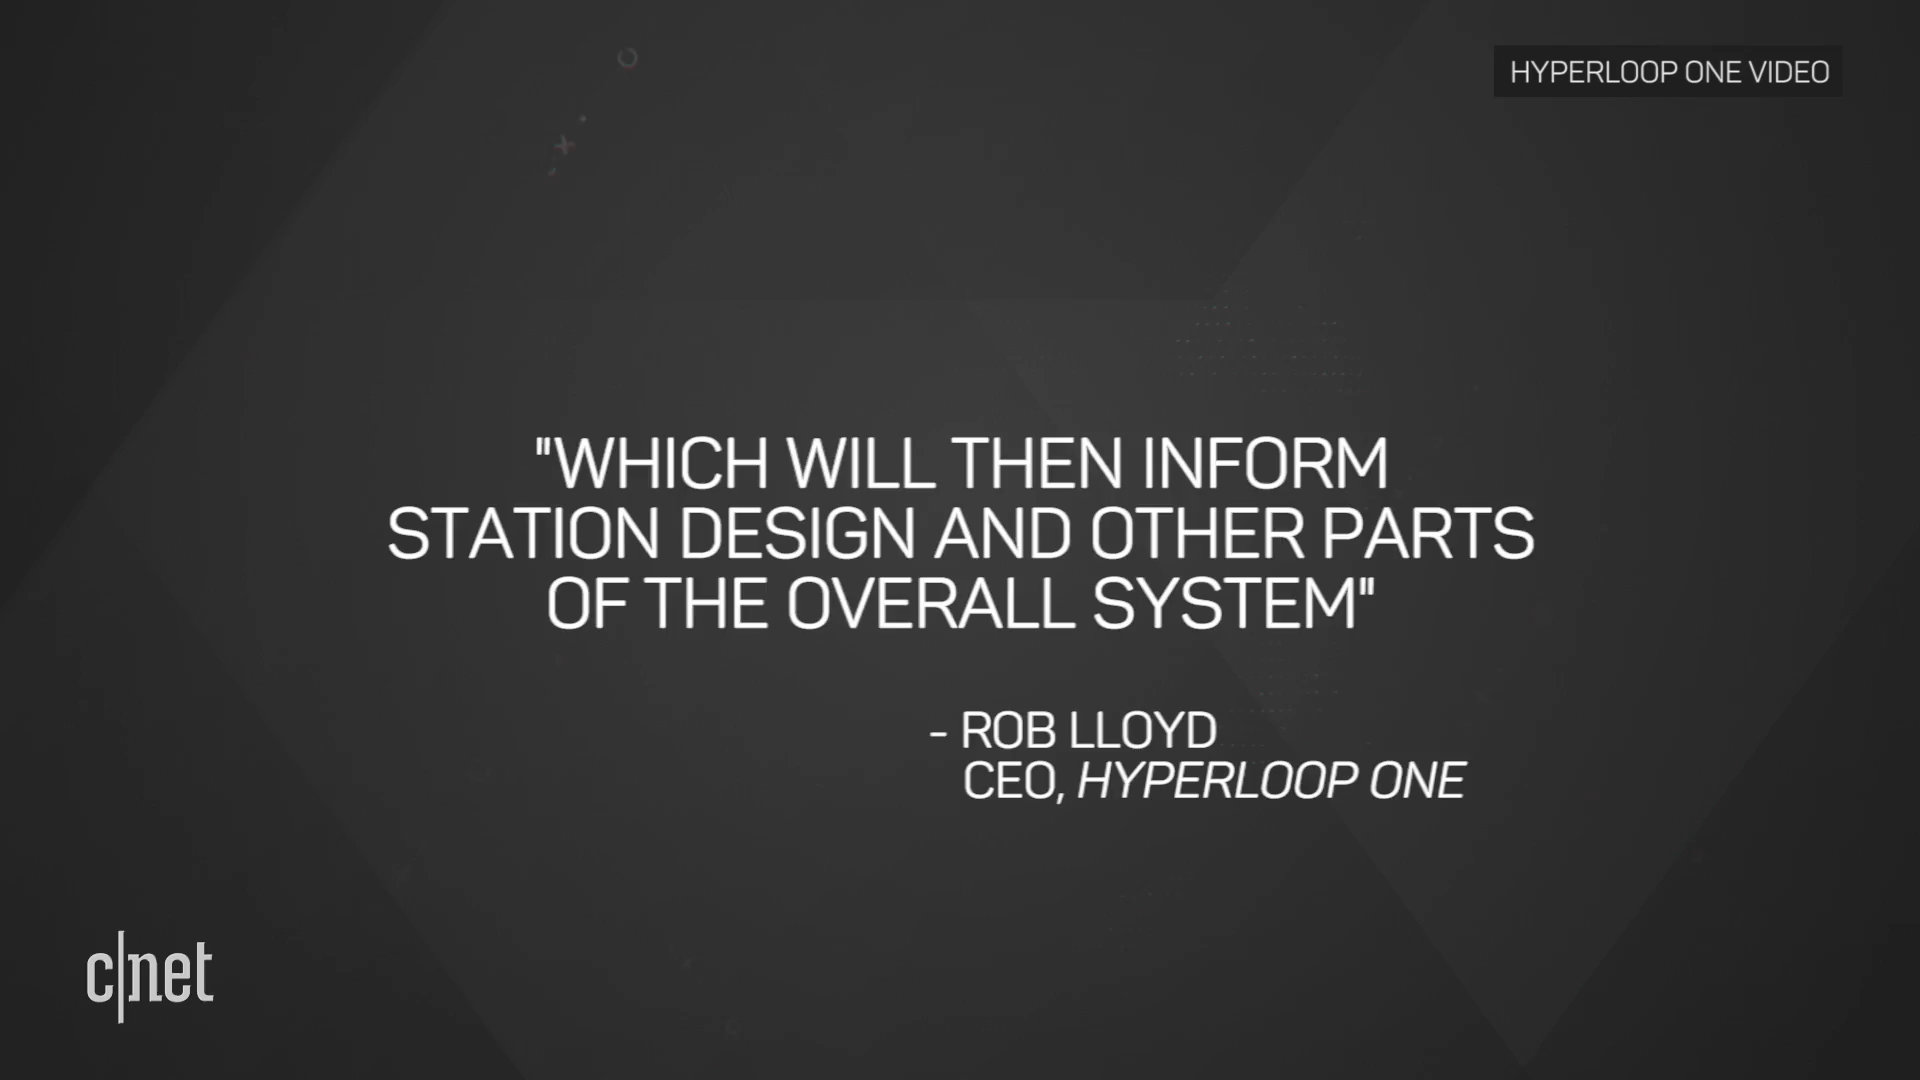 HYPERLOOP ONE VIDEO
"WHICH WILL THEN INFORM
STATION DESIGN AND OTHER PARTS
OF THE OVERALL SYSTEM"
- ROB LLOYD
CEO, HYPERLOOP ONE
c|net